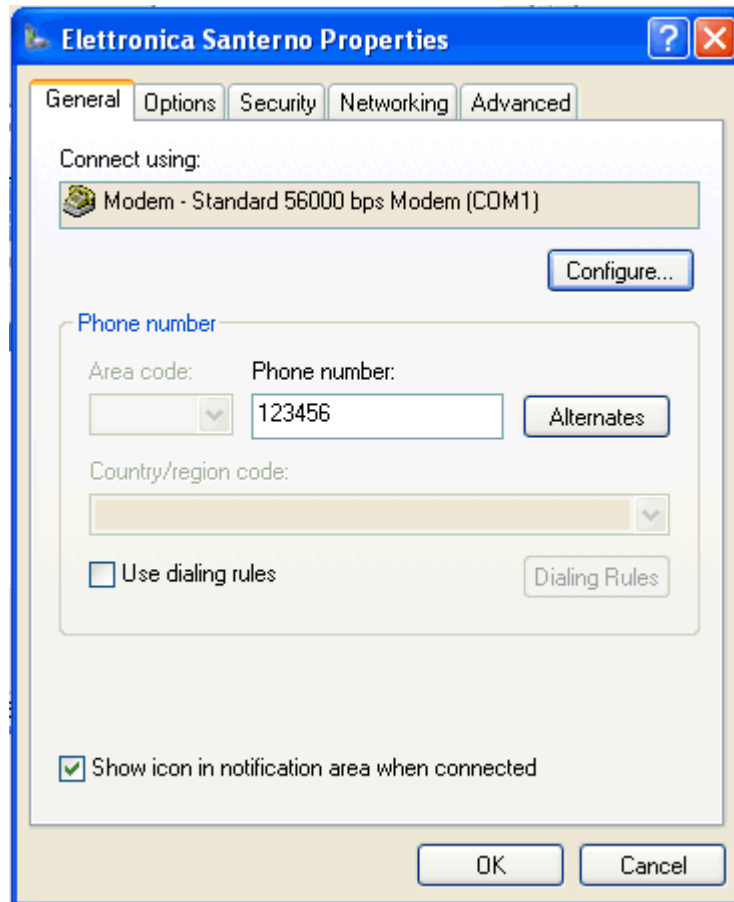 Elettronica Santerno Properties
General Options Security Networking Advanced
Connect using:
Modem - Standard 56000 bps Modem (COM1)
Configure...
Phone number
Area code: Phone number:
123456 Alternates
Country/region code:
Use dialing rules Dialing Rules
Show icon in notification area when connected
OK Cancel